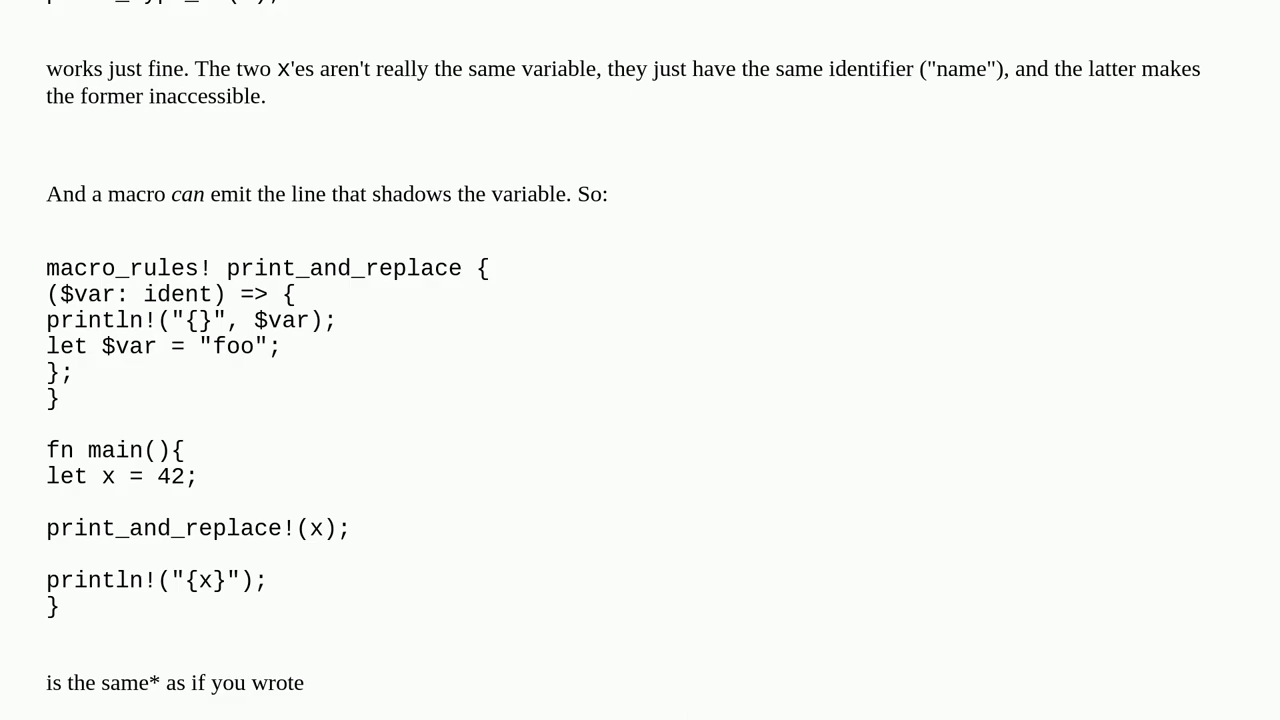 works just fine. The two x'es aren't really the same variable, they just have the same identifier ("name"), and the latter makes
the former inaccessible.
And a macro can emit the line that shadows the variable. So:
macro_rules! print_and_replace {
($var: ident) => {
println!("{}", $var);
let $var = "foo";
};
}
fn main(){
let x = 42;
print_and_replace!(x);
println!("{x}");
}
is the same* as if you wrote